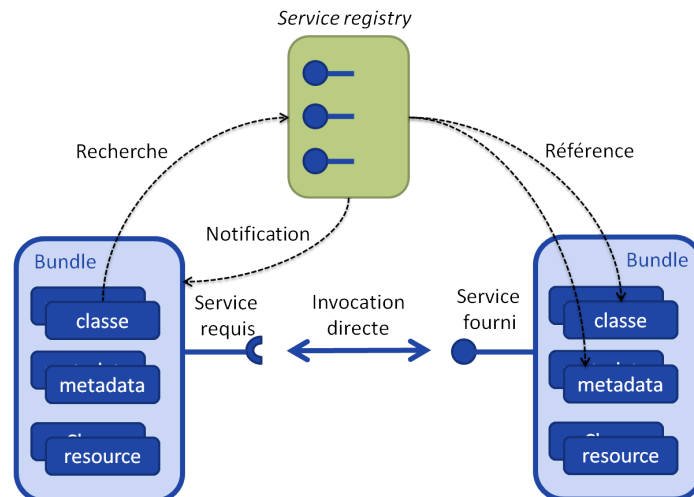 Service registry
Recherche
Référence
Notification
Bundle
Bundle
Service
requis
Invocation
directe
Service
fourni
classe
classe
metadata
metadata
resource
resource